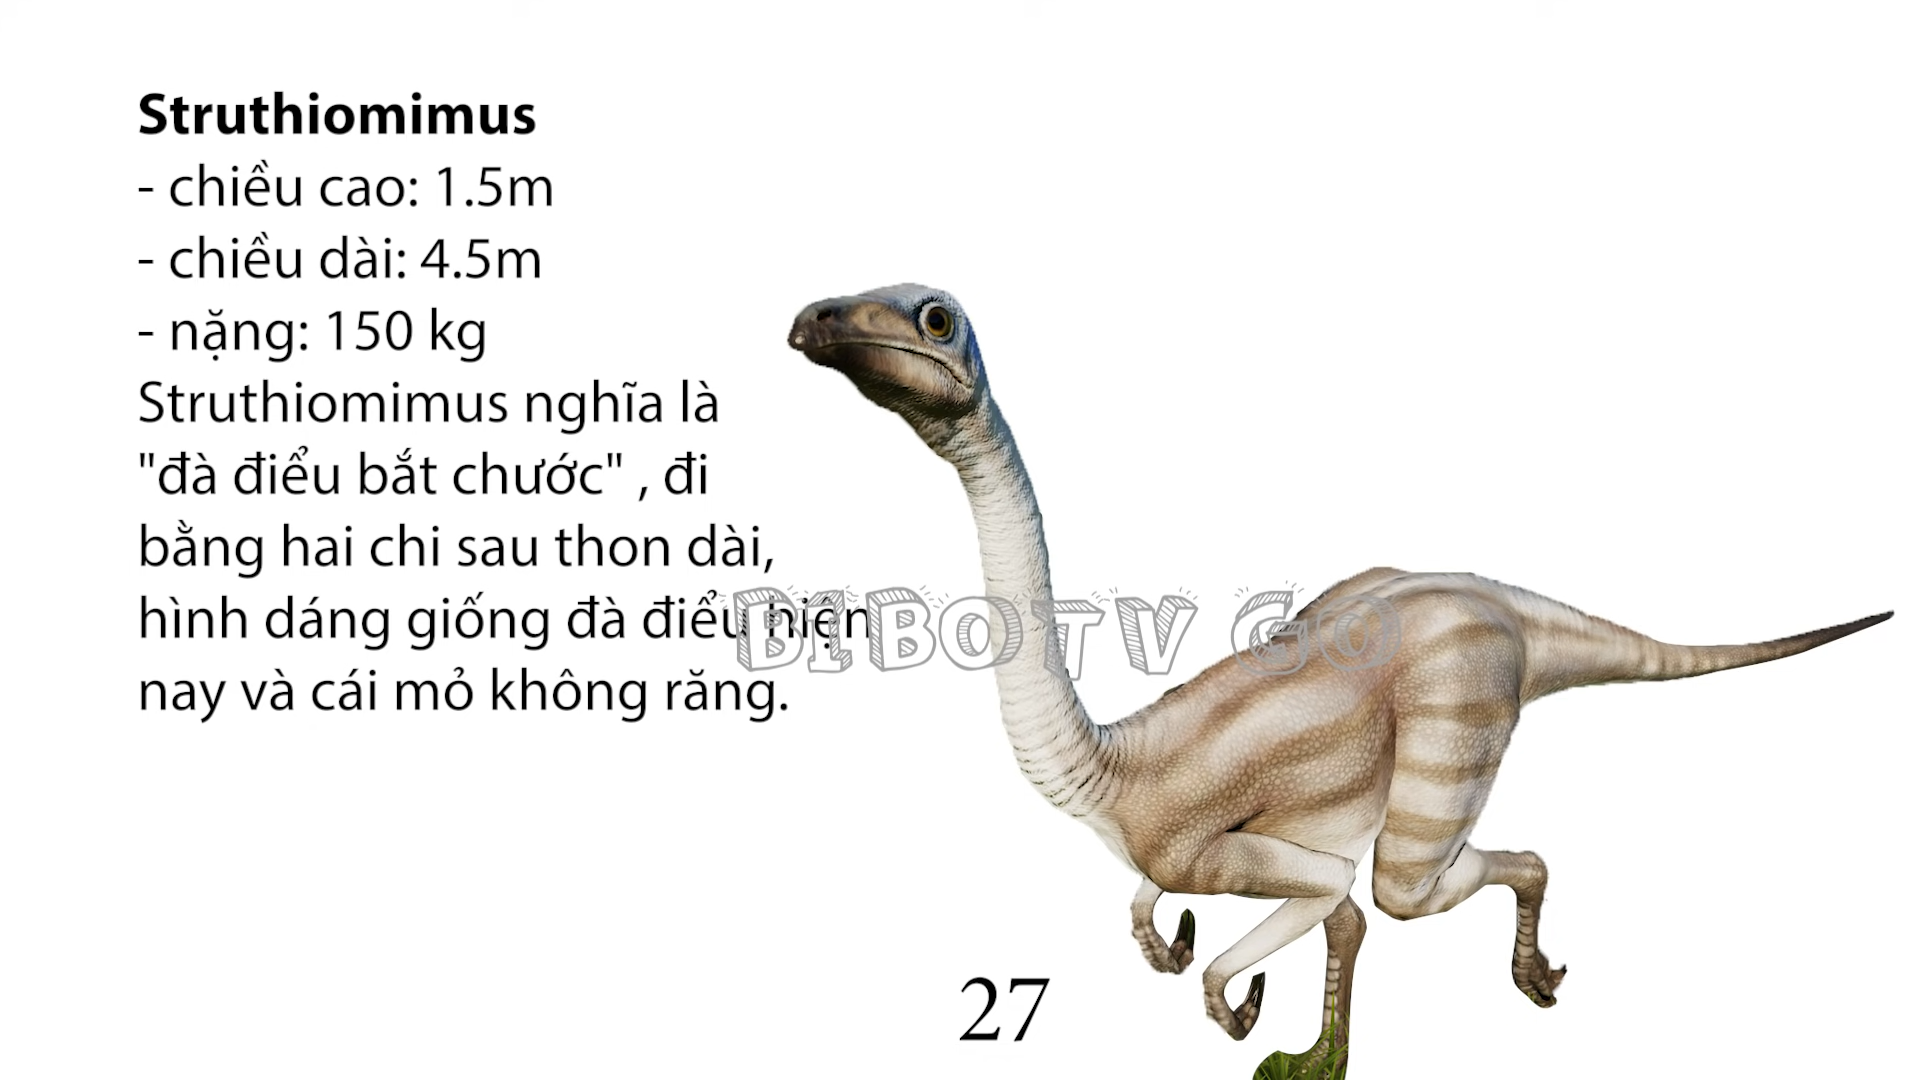 Struthiomimus
- chiều cao: 1.5m
- chiều dài: 4.5m
- nặng: 150 kg
Struthiomimus nghĩa là
"đà điểu bắt chước" , đi
bằng hai chi sau thon dài,
hình dáng giống đà điểu hiện
nay và cái mỏ không răng.
BIBOTV GO
27